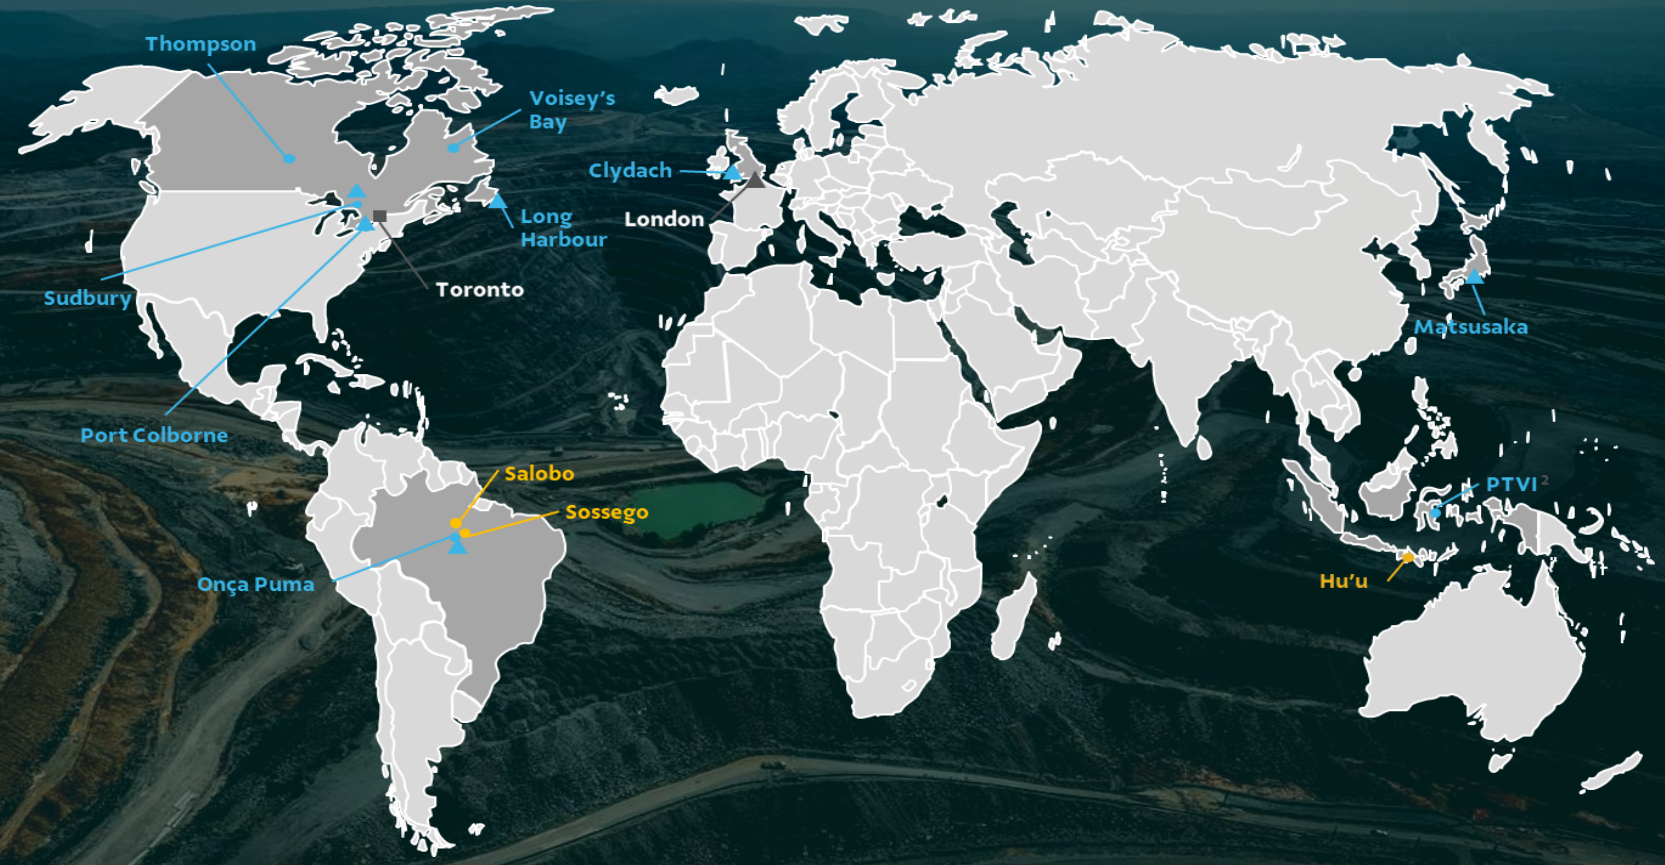 Thompson
Voisey's
Bay
Clydach
London
Long
Harbour
Toronto
Sudbury
Matsusaka
Port Colborne
Salobo
PTVI 2
Sossego
Onça Puma
Hu'u